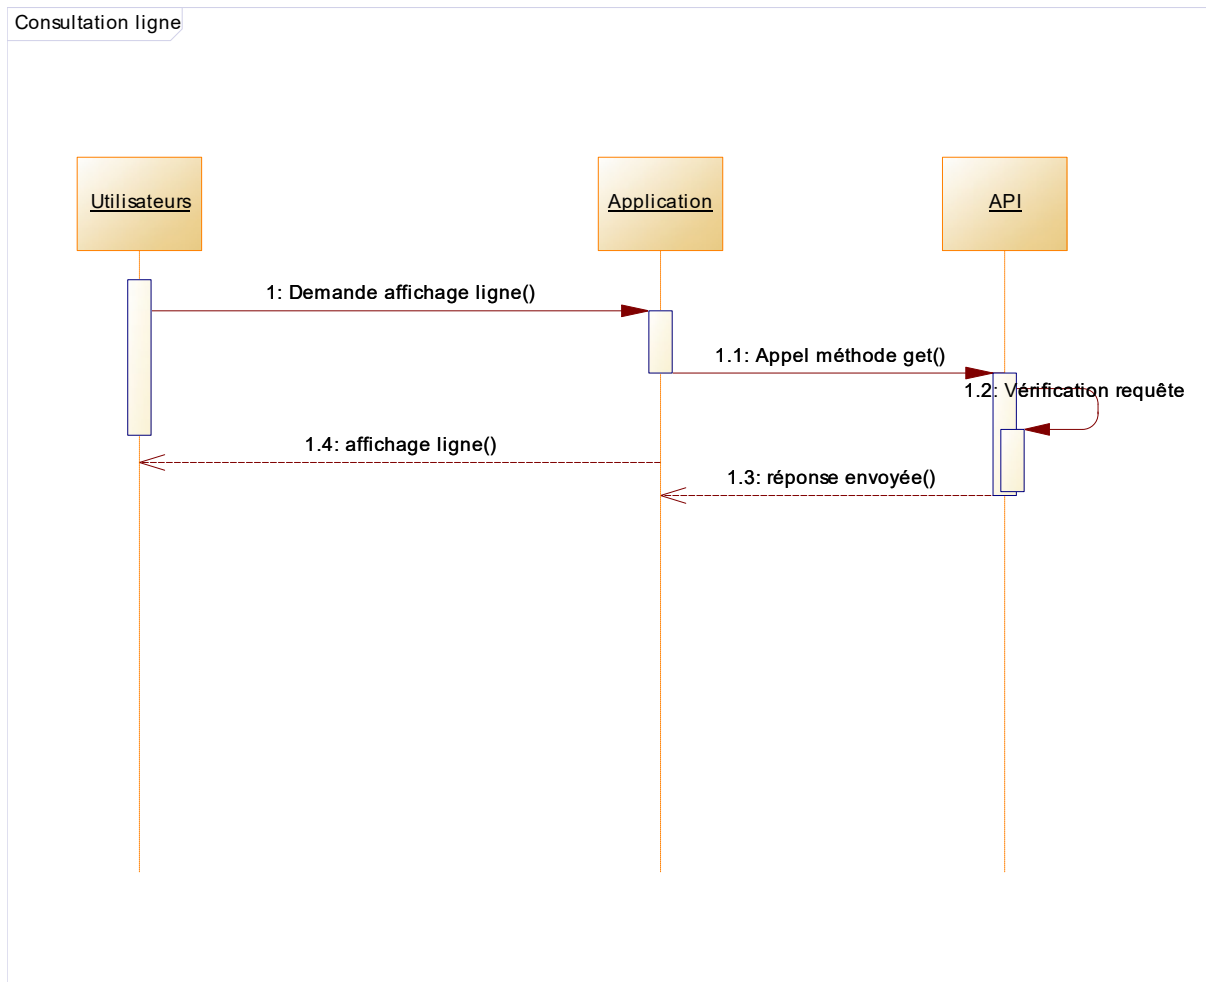 Consultation ligne
Utilisateurs
Application
API
1: Demande affichage ligne()
1.1: Appel méthode get()
1.2: Vérification requête
1.4: affichage ligne()
1.3: réponse envoyée()